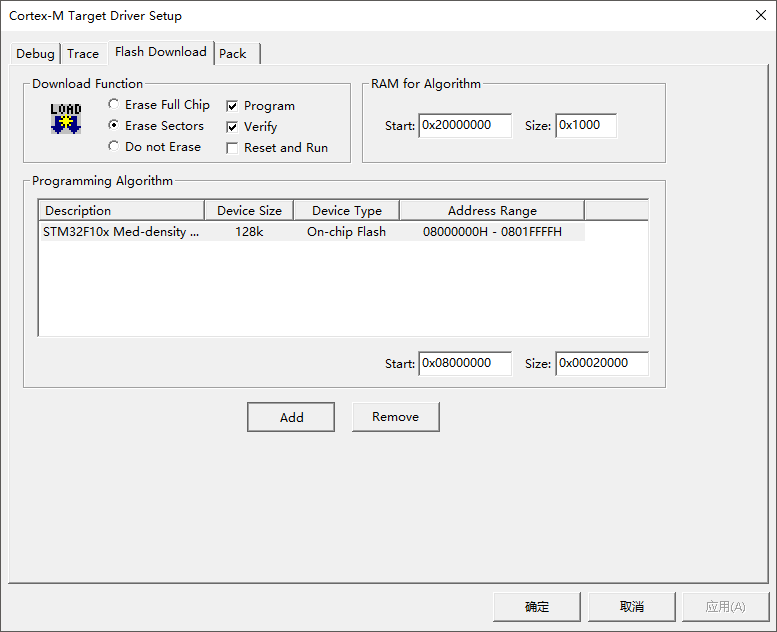 Cortex-M Target Driver Setup
Debug Trace Flash Download Pack
Download Function
LOAD
Erase Full Chip
Erase Sectors
Do not Erase
Program
Verify
Reset and Run
RAM for Algorithm
Start: 0x20000000 Size: 0x1000
Programming Algorithm
Description Device Size Device Type Address Range
STM32F10x Med-density ... 128k On-chip Flash 08000000H - 0801FFFFH
Start: 0x08000000 Size: 0x00020000
Add Remove
确定 取消 应用(A)